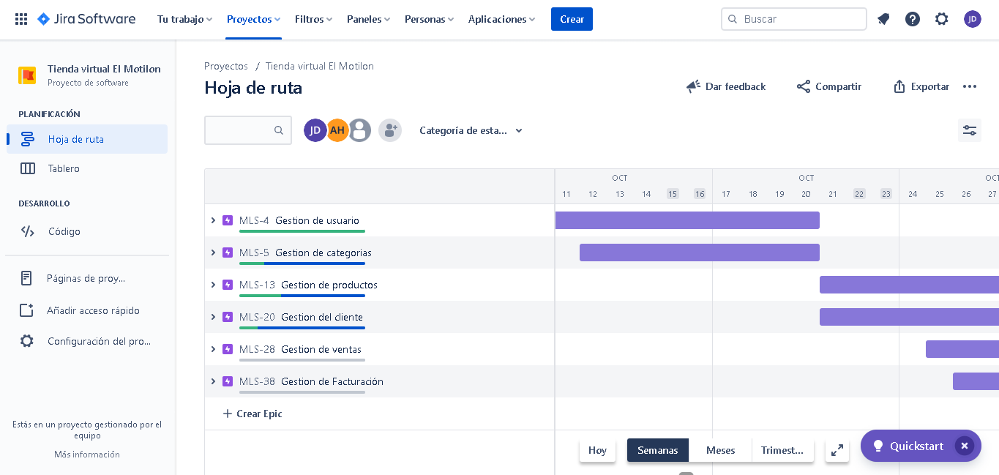 Jira Software Tu trabajo Proyectos Filtros Paneles Personas Aplicaciones Crear Buscar JD
Tienda virtual El Motilon
Proyecto de software
PLANIFICACIÓN
Hoja de ruta
Tablero
DESARROLLO
Código
Páginas de proy...
Añadir acceso rápido
Configuración del pro...
Estás en un proyecto gestionado por el
equipo
Más información
Proyectos / Tienda virtual El Motilon
Hoja de ruta
Dar feedback Compartir Exportar
JD AH Categoría de esta...
OCT OCT OCT
11 12 13 14 15 16 17 18 19 20 21 22 23 24 25 26 27
MLS-4 Gestion de usuario
MLS-5 Gestion de categorias
MLS-13 Gestion de productos
MLS-20 Gestion del cliente
MLS-28 Gestion de ventas
MLS-38 Gestion de Facturación
+ Crear Epic
Hoy Semanas Meses Trimest...
Quickstart